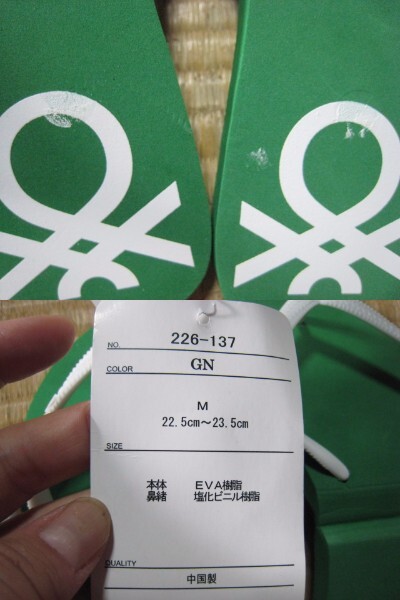 NO. 226-137
COLOR GN
M
22.5cm～23.5cm
SIZE
本体 EVA樹脂
鼻緒 塩化ビニル樹脂
QUALITY
中国製